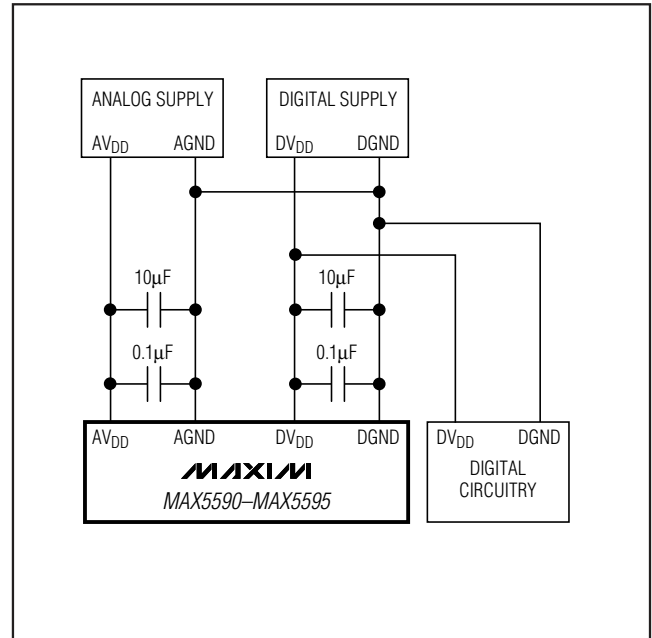 ANALOG SUPPLY
DIGITAL SUPPLY
AVDD AGND
DVDD DGND
10µF
10µF
0.1µF
0.1µF
AVDD AGND DVDD DGND
MAXIM
MAX5590–MAX5595
DVDD DGND
DIGITAL
CIRCUITRY